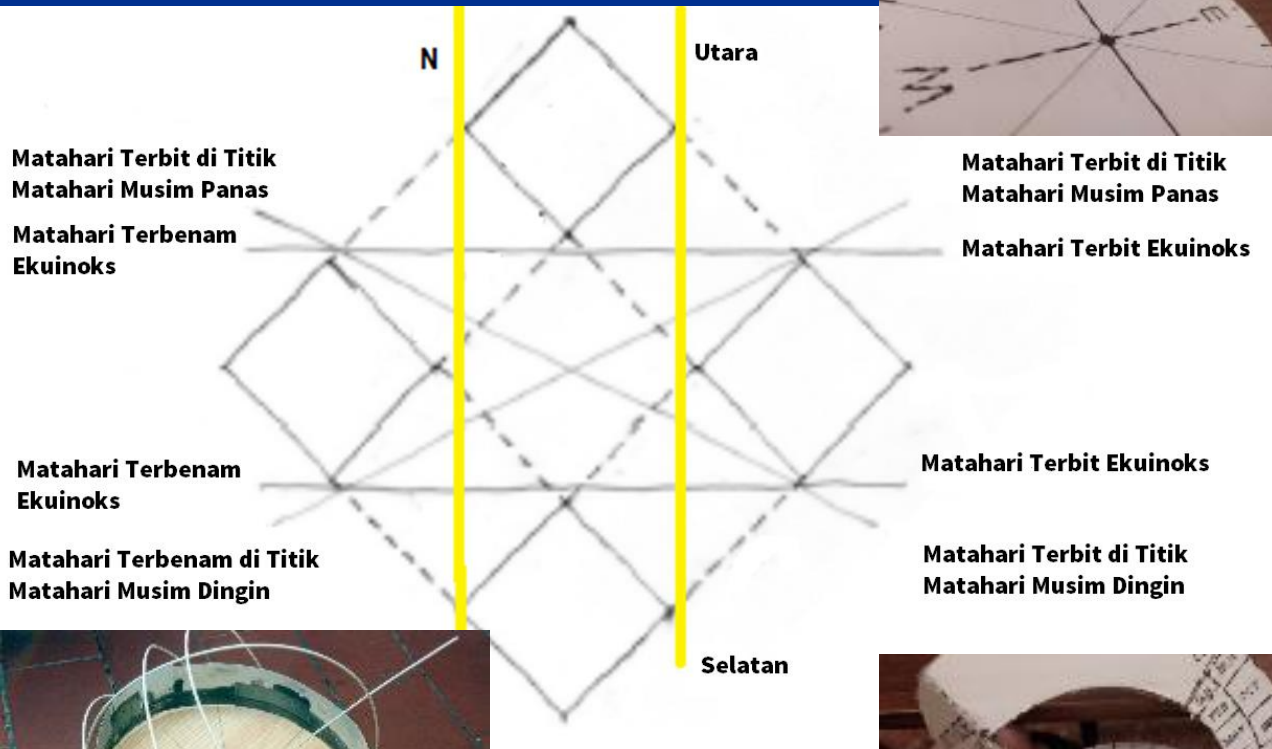 N
Utara
E
W
Matahari Terbit di Titik
Matahari Musim Panas
Matahari Terbenam
Ekuinoks
Matahari Terbit di Titik
Matahari Musim Panas
Matahari Terbit Ekuinoks
Matahari Terbenam
Ekuinoks
Matahari Terbenam di Titik
Matahari Musim Dingin
Matahari Terbit Ekuinoks
Matahari Terbit di Titik
Matahari Musim Dingin
Selatan